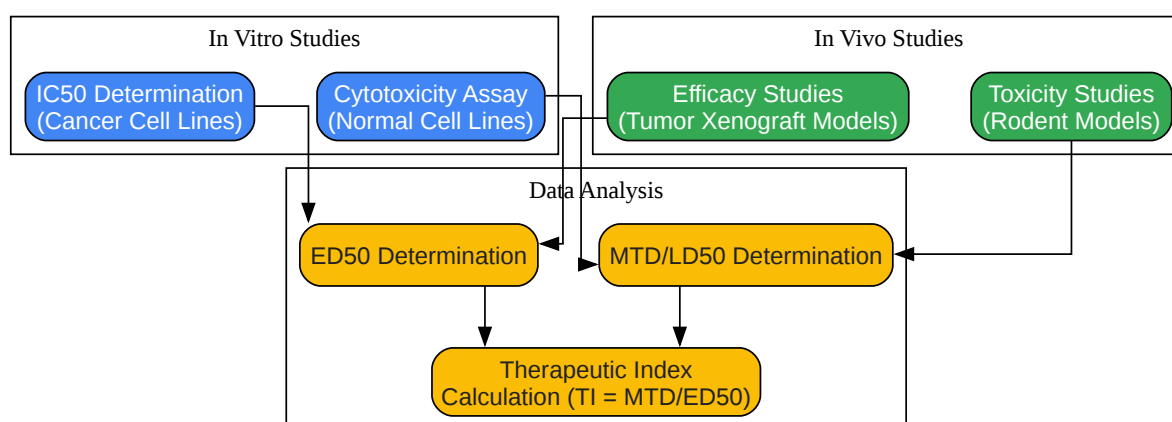 In Vitro Studies
IC50 Determination
(Cancer Cell Lines)
Cytotoxicity Assay
(Normal Cell Lines)
In Vivo Studies
Efficacy Studies
(Tumor Xenograft Models)
Toxicity Studies
(Rodent Models)
Data Analysis
ED50 Determination
MTD/LD50 Determination
Therapeutic Index
Calculation (TI = MTD/ED50)